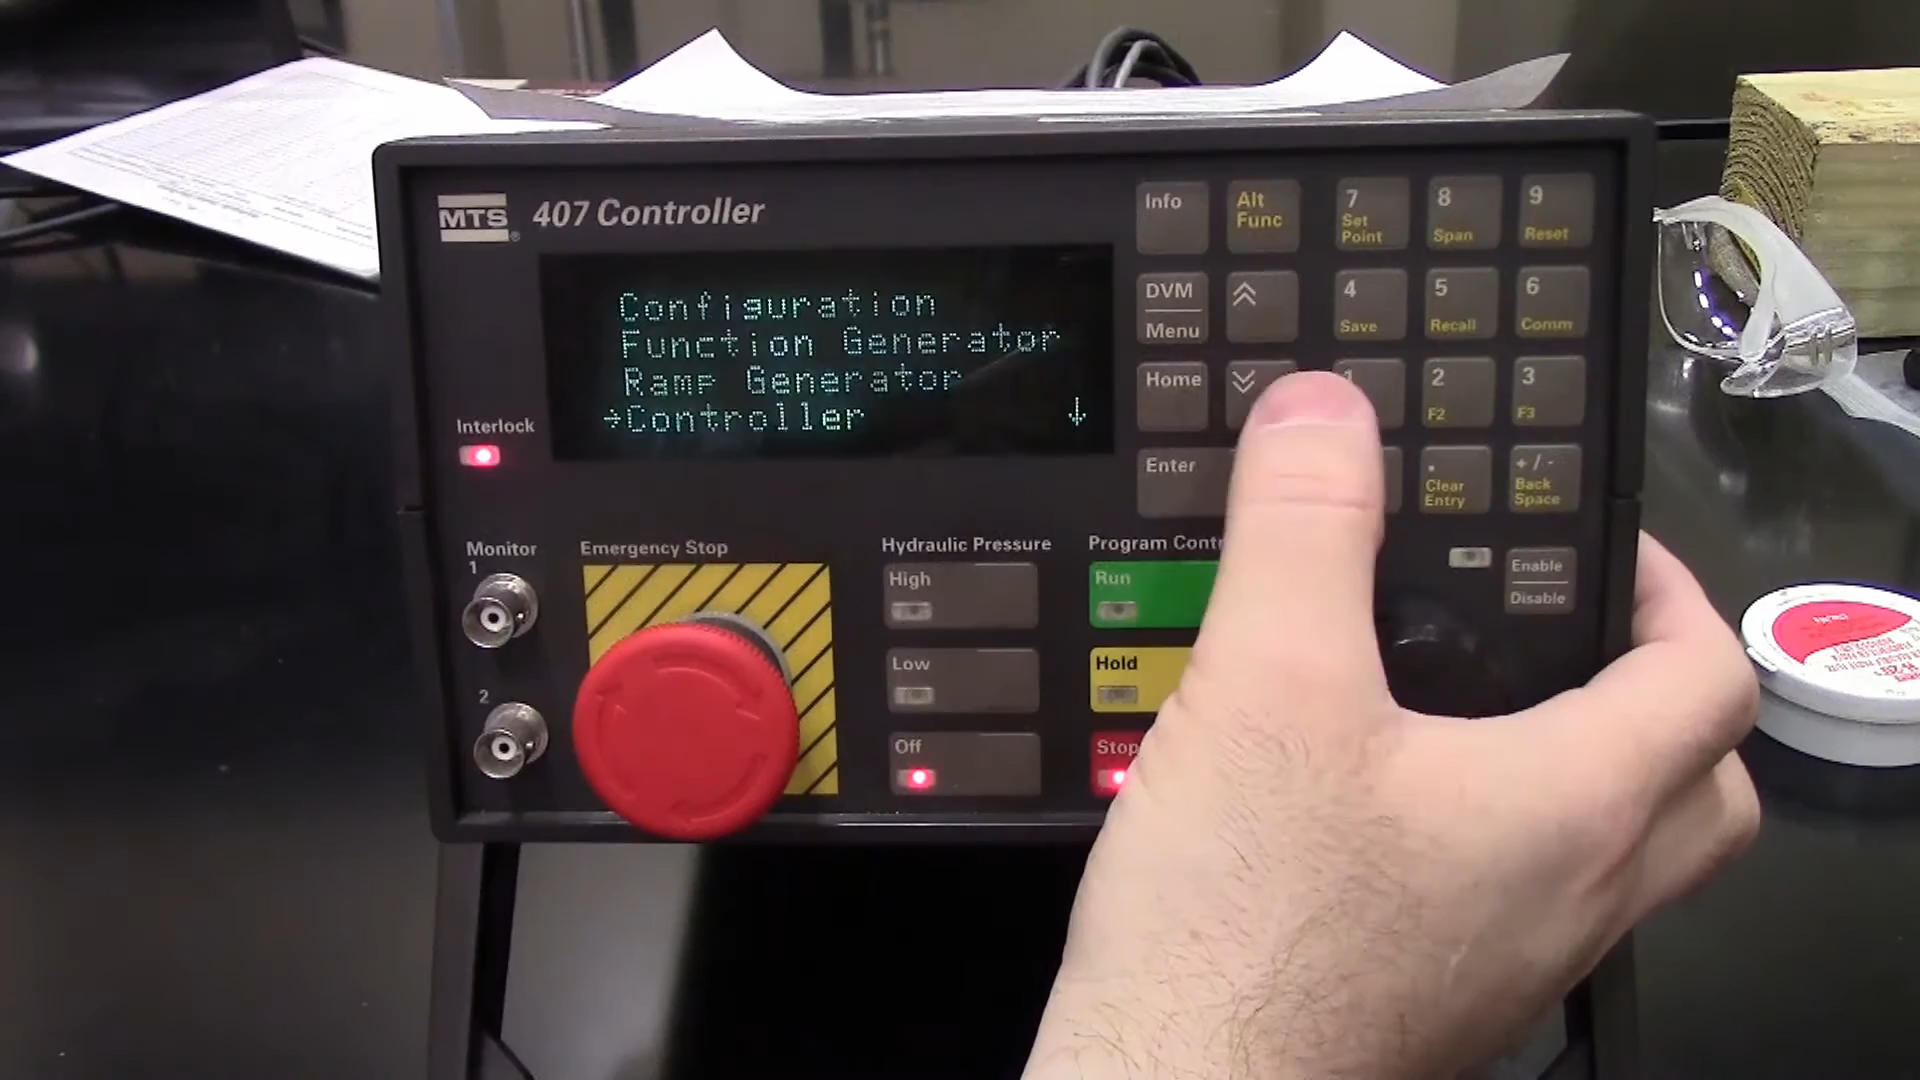 MTS® 407 Controller
Configuration
Function Generator
Ramp Generator
→Controller ↓
Interlock
Monitor
1
2
Emergency Stop
Hydraulic Pressure
High
Low
Off
Program
Run
Hold
Stop
Info
Alt
Func
7
Set
Point
8
Span
9
Reset
DVM
Menu
4
Save
5
Recall
6
Comm
Home
1
2
F2
3
F3
Enter
.
Clear
Entry
+ / -
Back
Space
Enable
Disable